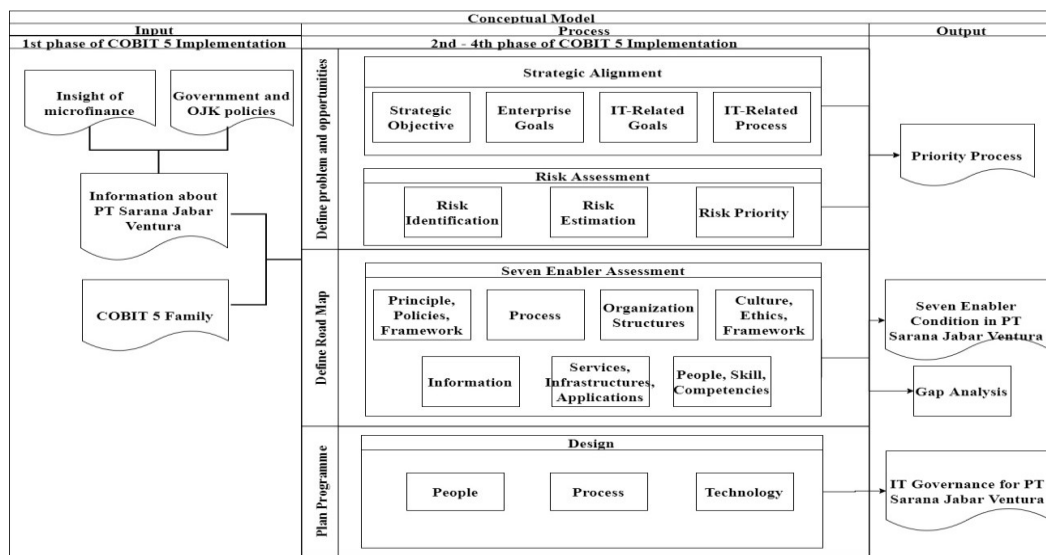 Conceptual Model
Input
Process
Output
1st phase of COBIT 5 Implementation
2nd - 4th phase of COBIT 5 Implementation
Insight of
microfinance
Government and
OJK policies
Information about
PT Sarana Jabar
Ventura
COBIT 5 Family
Define problem and opportunities
Strategic Alignment
Strategic
Objective
Enterprise
Goals
IT-Related
Goals
IT-Related
Process
Risk Assessment
Risk
Identification
Risk
Estimation
Risk Priority
Priority Process
Define Road Map
Seven Enabler Assessment
Principle,
Policies,
Framework
Process
Organization
Structures
Culture,
Ethics,
Framework
Information
Services,
Infrastructures,
Applications
People, Skill,
Competencies
Seven Enabler
Condition in PT
Sarana Jabar Ventura
Gap Analysis
Plan Programme
Design
People
Process
Technology
IT Governance for PT
Sarana Jabar Ventura